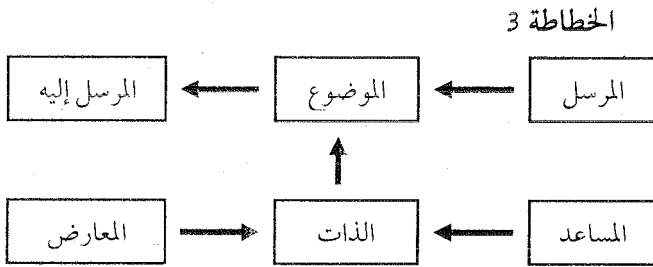 الخطاطة 3
المرسل الموضوع المرسل إليه
المساعد الذات المعارض